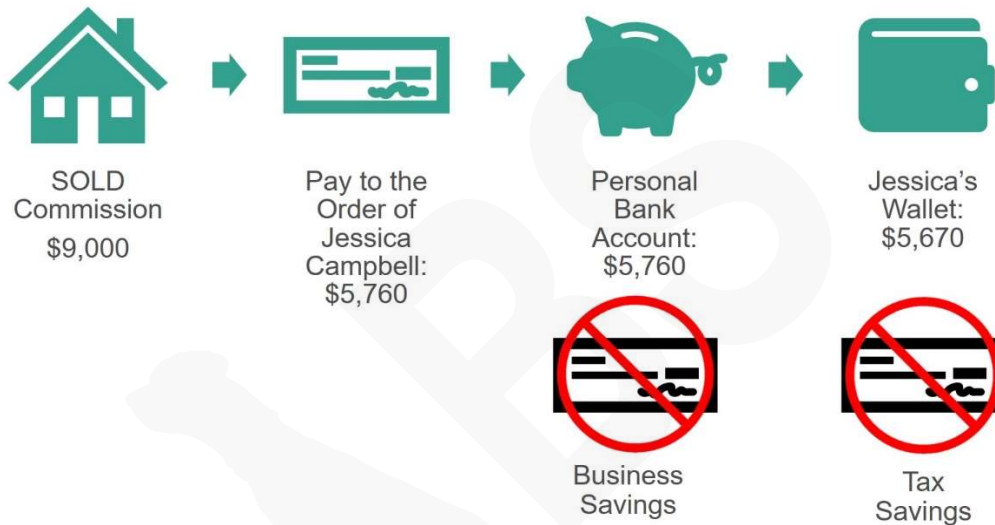 SOLD
Commission
$9,000
Pay to the
Order of
Jessica
Campbell:
$5,760
Personal
Bank
Account:
$5,760
Jessica's
Wallet:
$5,670
Business
Savings
Tax
Savings
BS